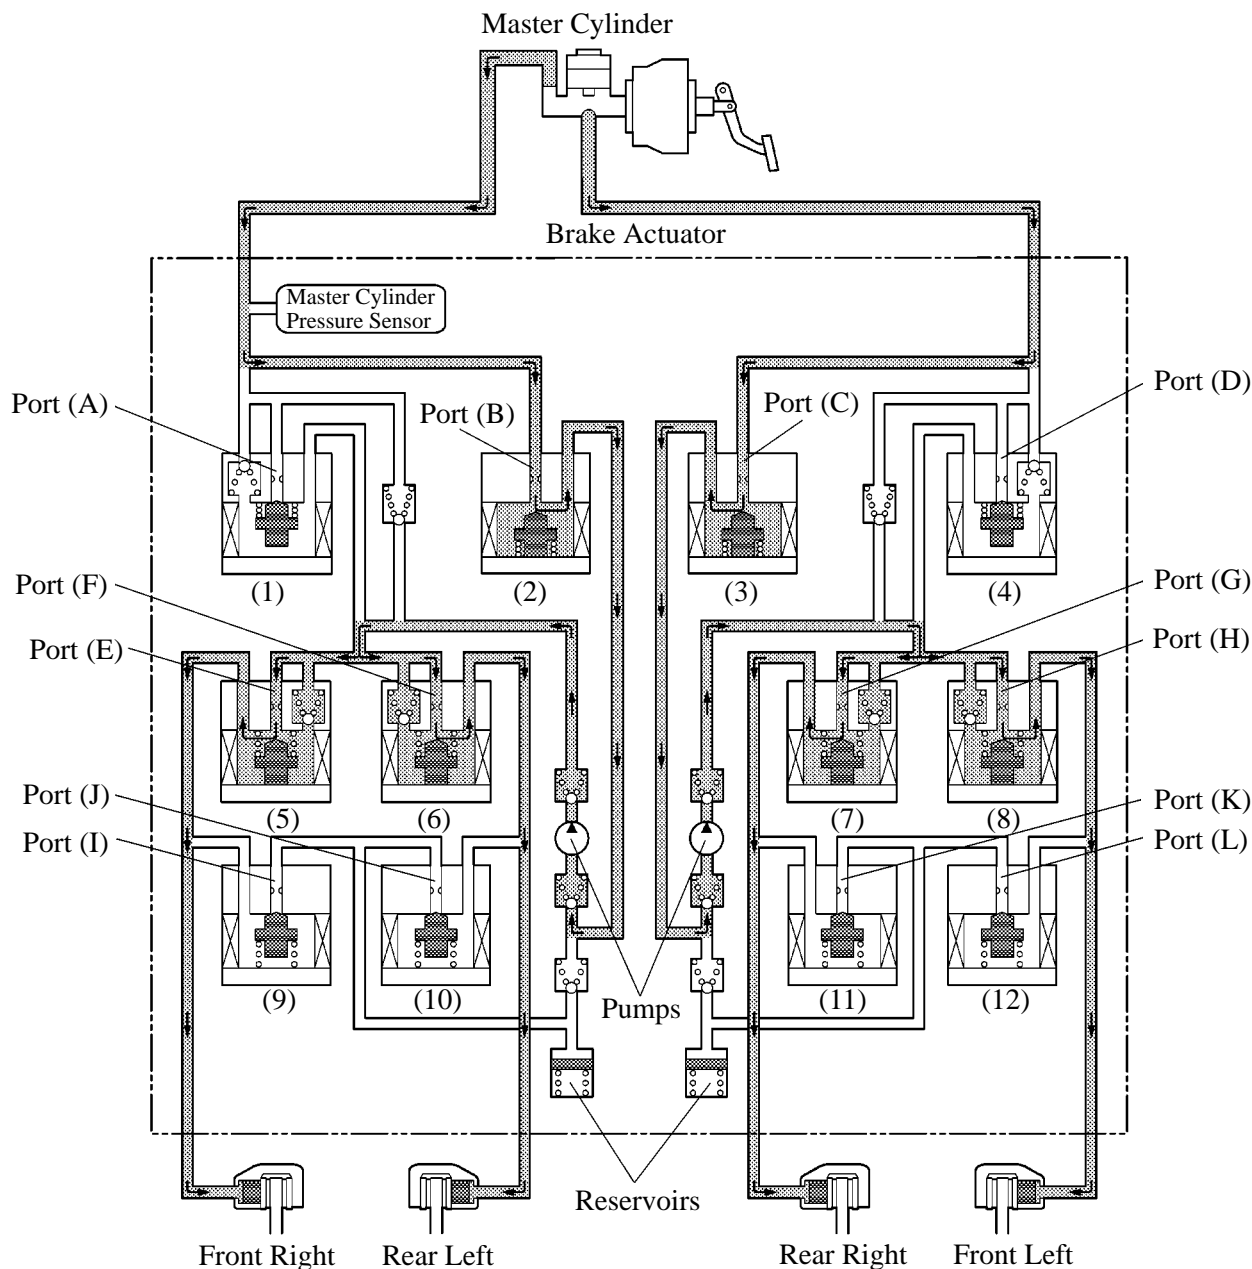 Master Cylinder
Brake Actuator
Master Cylinder
Pressure Sensor
Port (A)
Port (B)
Port (C)
Port (D)
(1)
(2)
(3)
(4)
Port (F)
Port (G)
Port (E)
Port (H)
(5)
(6)
(7)
(8)
Port (J)
Port (K)
Port (I)
Port (L)
(9)
(10)
(11)
(12)
Pumps
Reservoirs
Front Right
Rear Left
Rear Right
Front Left